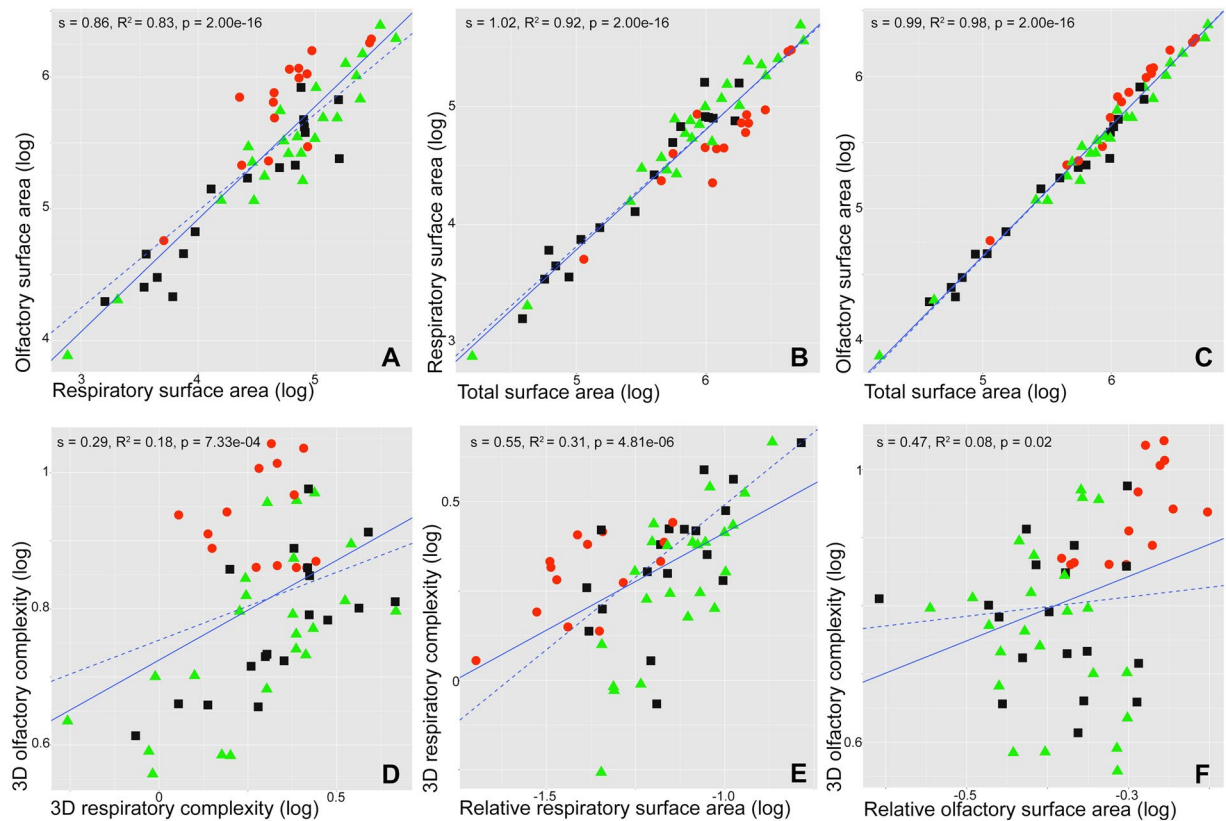 s = 0.86, R² = 0.83, p = 2.00e-16
Olfactory surface area (log)
6
5
4
3
4
5
A
Respiratory surface area (log)
s = 1.02, R² = 0.92, p = 2.00e-16
Respiratory surface area (log)
5
4
3
5
6
B
Total surface area (log)
s = 0.99, R² = 0.98, p = 2.00e-16
Olfactory surface area (log)
6
5
4
5
6
C
Total surface area (log)
s = 0.29, R² = 0.18, p = 7.33e-04
3D olfactory complexity (log)
1
0.8
0.6
0
0.5
D
3D respiratory complexity (log)
s = 0.55, R² = 0.31, p = 4.81e-06
3D respiratory complexity (log)
0.5
0
-1.5
-1.0
E
Relative respiratory surface area (log)
s = 0.47, R² = 0.08, p = 0.02
3D olfactory complexity (log)
1
0.6
-0.5
-0.3
F
Relative olfactory surface area (log)